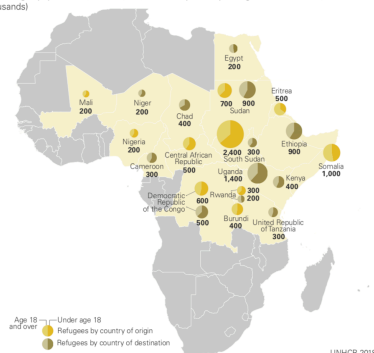 usands)
Egypt
200
Mali
200
Niger
200
Chad
400
700
900
Sudan
Eritrea
500
Nigeria
200
Cameroon
300
Central African
Republic
500
2,400
300
South Sudan
Ethiopia
900
Somalia
1,000
Uganda
1,400
Kenya
400
Democratic
Republic
of the Congo
600
500
Rwanda
300
200
Burundi
400
United Republic
of Tanzania
300
Age 18
and over
Under age 18
Refugees by country of origin
Refugees by country of destination